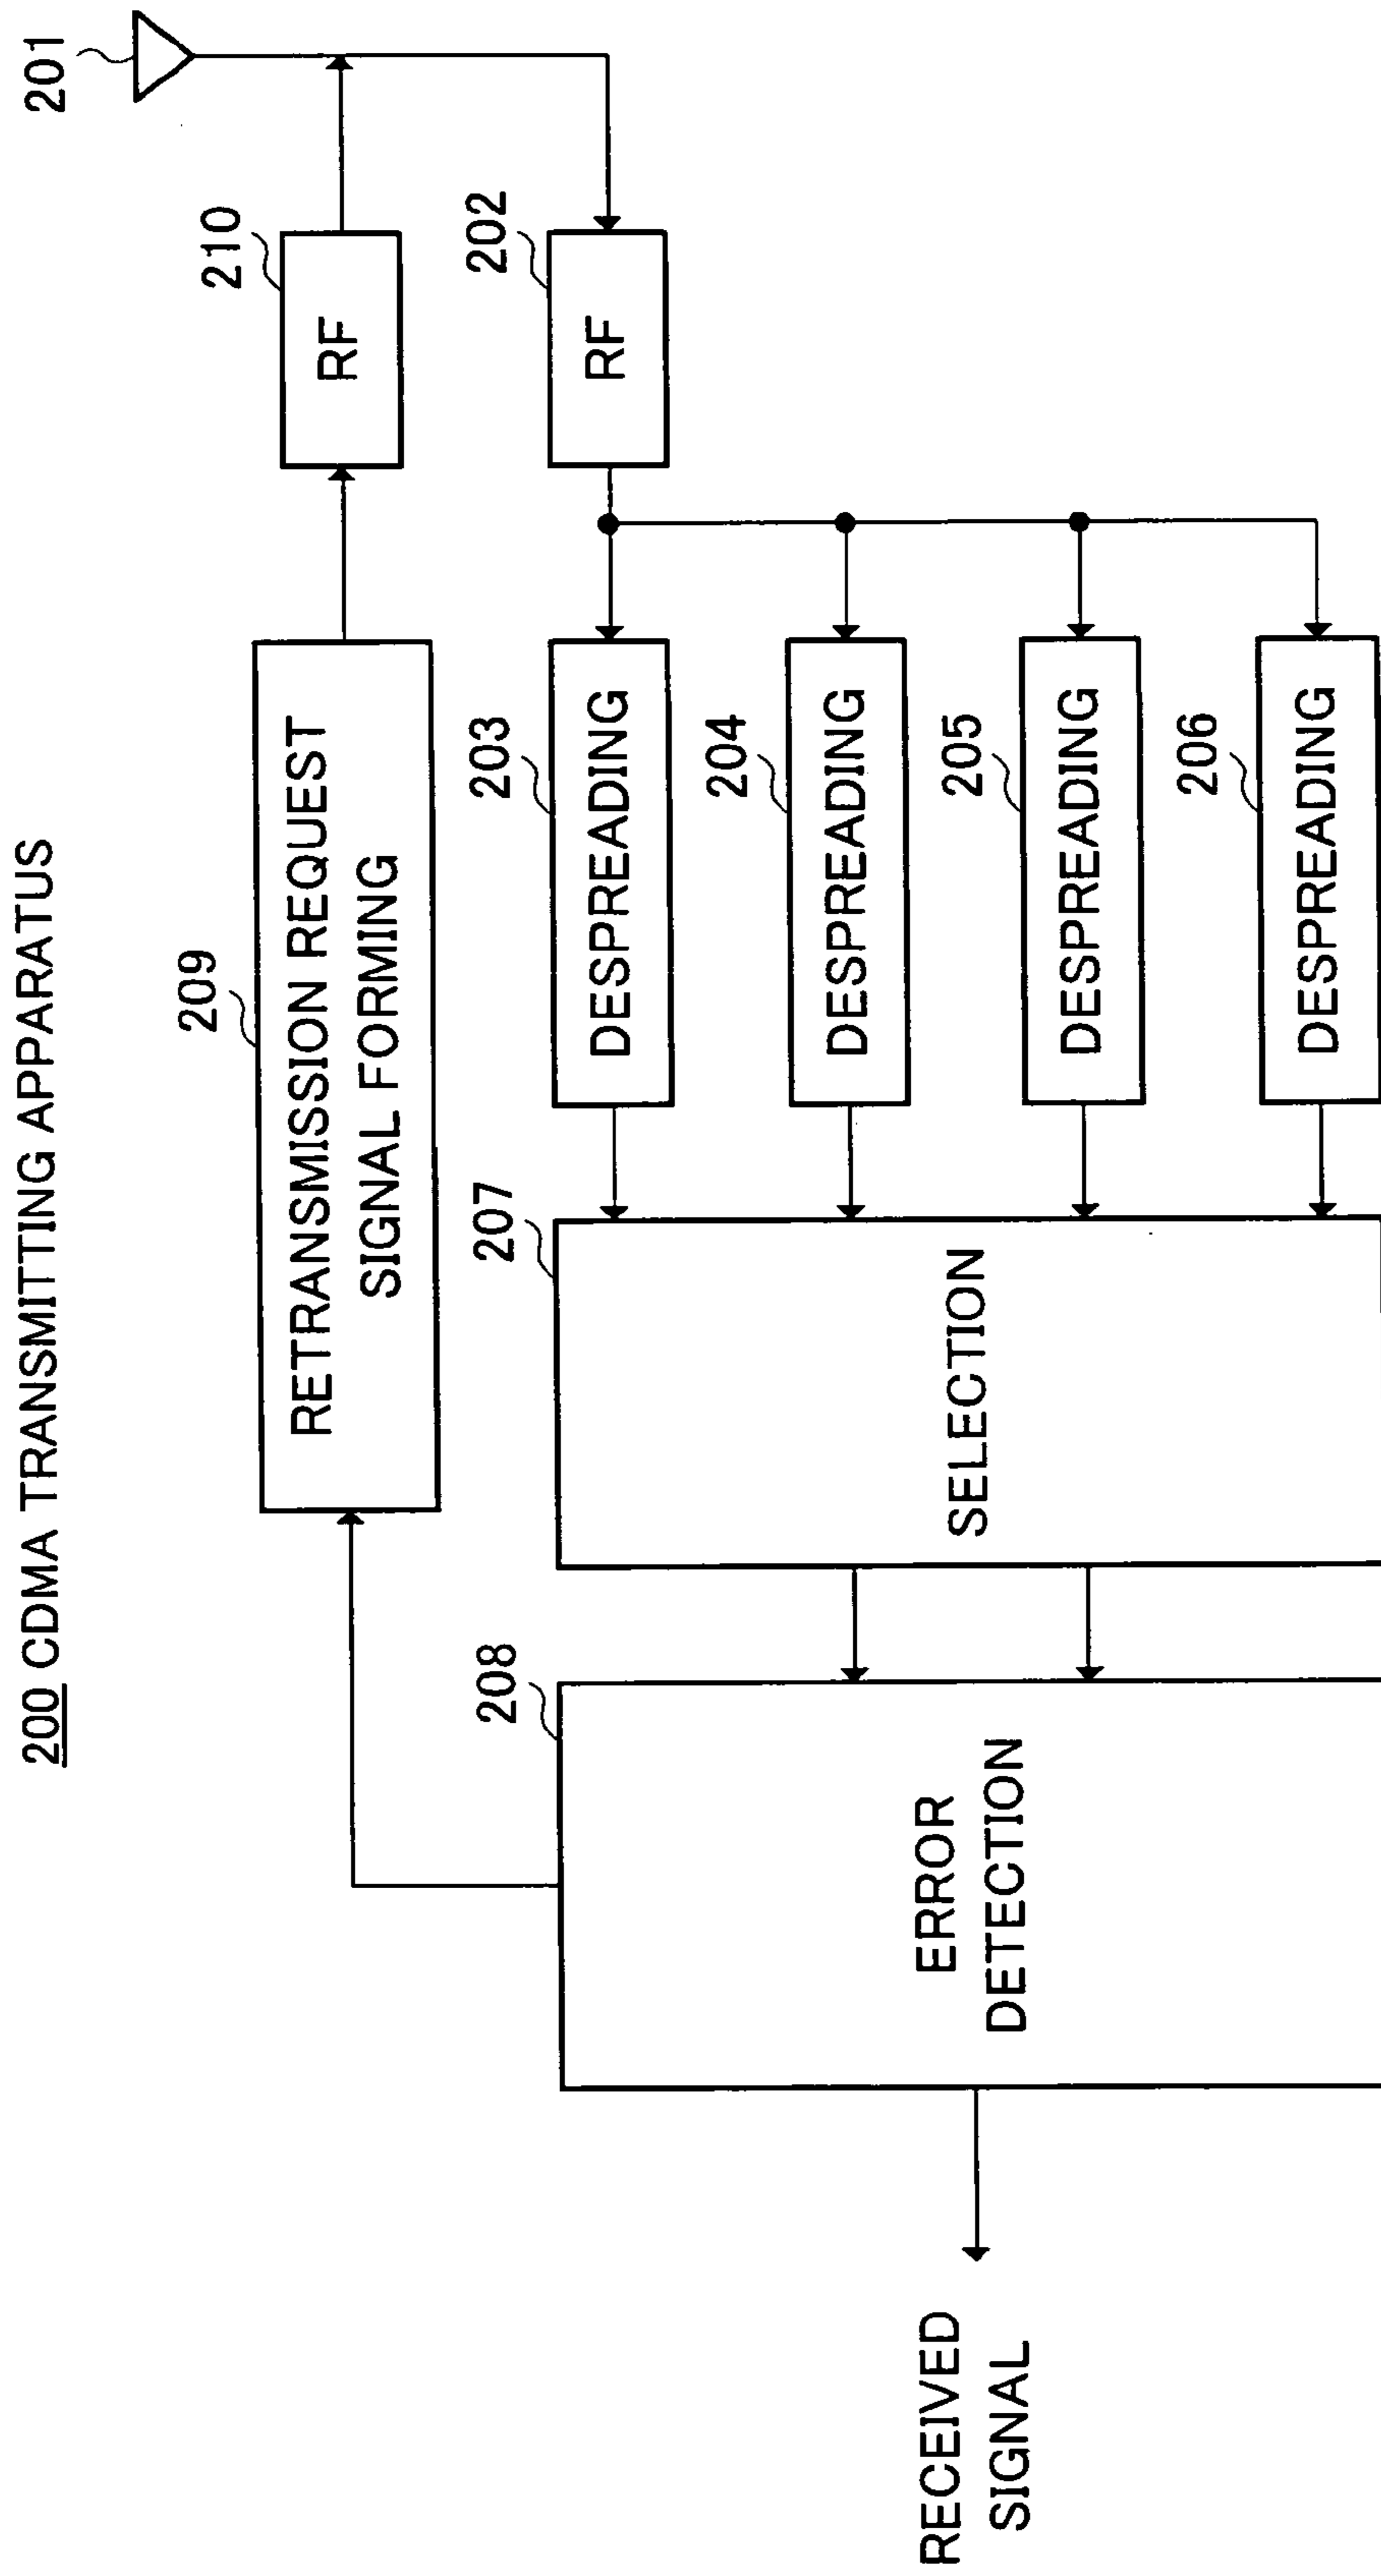 200 CDMA TRANSMITTING APPARATUS
201
210
RF
202
RF
209
RETRANSMISSION REQUEST
SIGNAL FORMING
203
DESPREADING
204
DESPREADING
205
DESPREADING
206
DESPREADING
207
SELECTION
208
ERROR
DETECTION
RECEIVED
SIGNAL